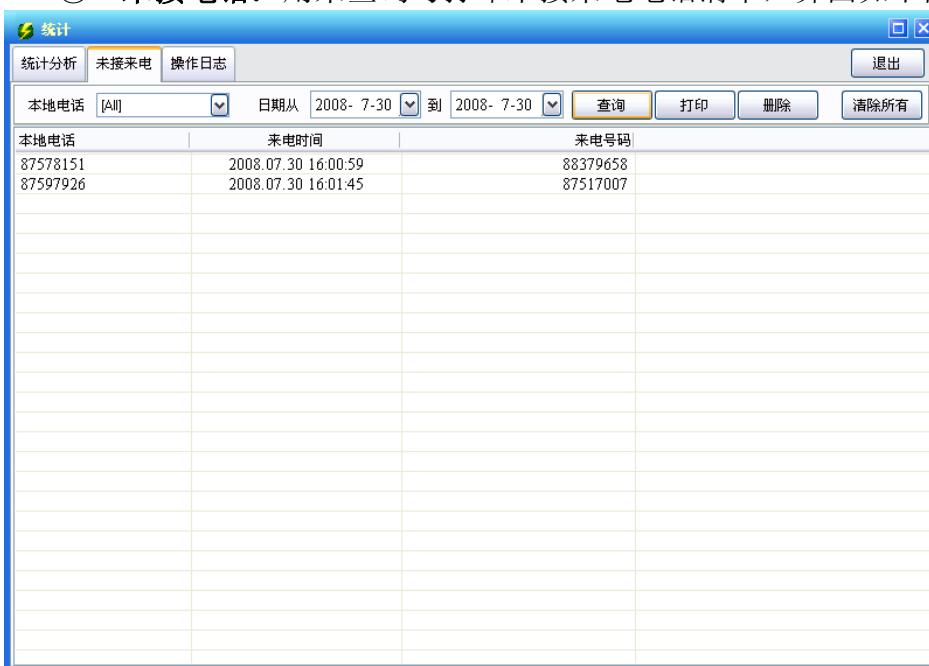 统计
统计分析 未接来电 操作日志 退出
本地电话 [All] 日期从 2008- 7-30 到 2008- 7-30 查询 打印 删除 清除所有
本地电话 来电时间 来电号码
87578151 2008.07.30 16:00:59 88379658
87597926 2008.07.30 16:01:45 87517007